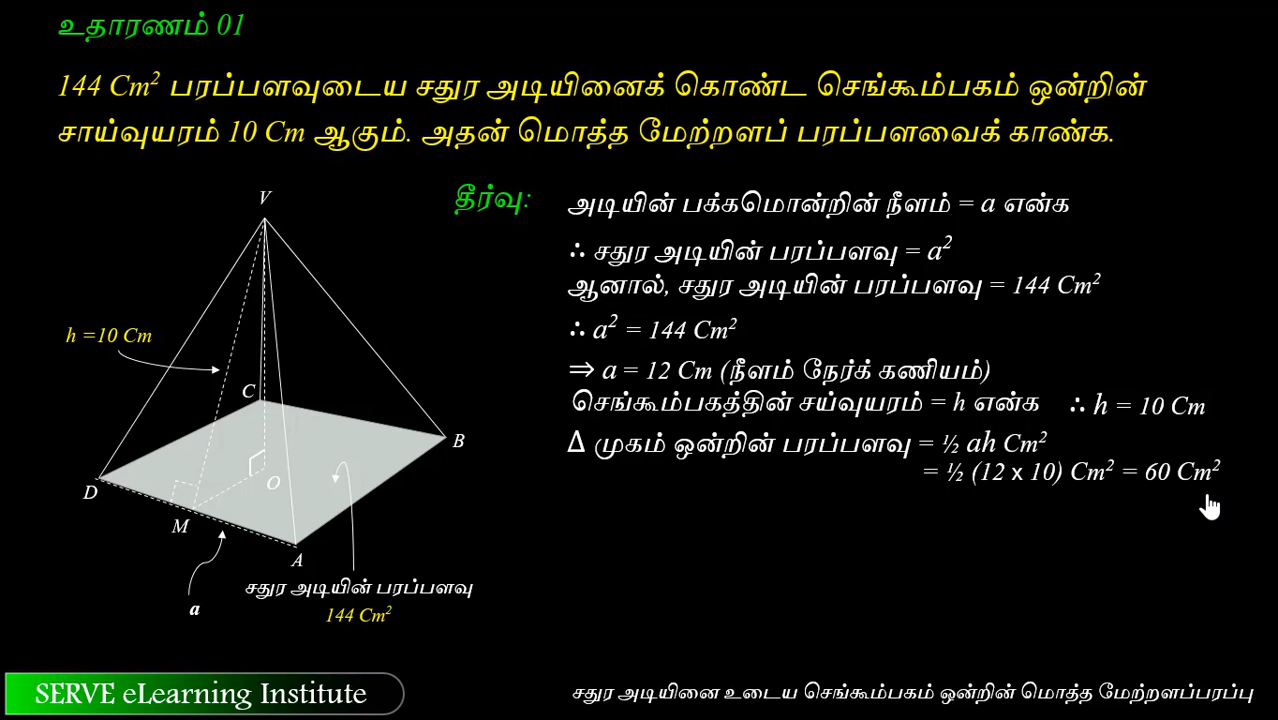 உதாரணம் 01
144 Cm² பரப்பளவுடைய சதுர அடியினைக் கொண்ட செங்கூம்பகம் ஒன்றின்
சாய்வுயரம் 10 Cm ஆகும். அதன் மொத்த மேற்றளப் பரப்பளவைக் காண்க.
தீர்வு:
அடியின் பக்கமொன்றின் நீளம் = a என்க
∴ சதுர அடியின் பரப்பளவு = a²
ஆனால், சதுர அடியின் பரப்பளவு = 144 Cm²
∴ a² = 144 Cm²
⇒ a = 12 Cm (நீளம் நேர்க் கணியம்)
செங்கூம்பகத்தின் சய்வுயரம் = h என்க ∴ h = 10 Cm
Δ முகம் ஒன்றின் பரப்பளவு = ½ ah Cm²
= ½ (12 x 10) Cm² = 60 Cm²
V
h =10 Cm
C
B
D
O
M
A
a
சதுர அடியின் பரப்பளவு
144 Cm²
SERVE eLearning Institute
சதுர அடியினை உடைய செங்கூம்பகம் ஒன்றின் மொத்த மேற்றளப்பரப்பு